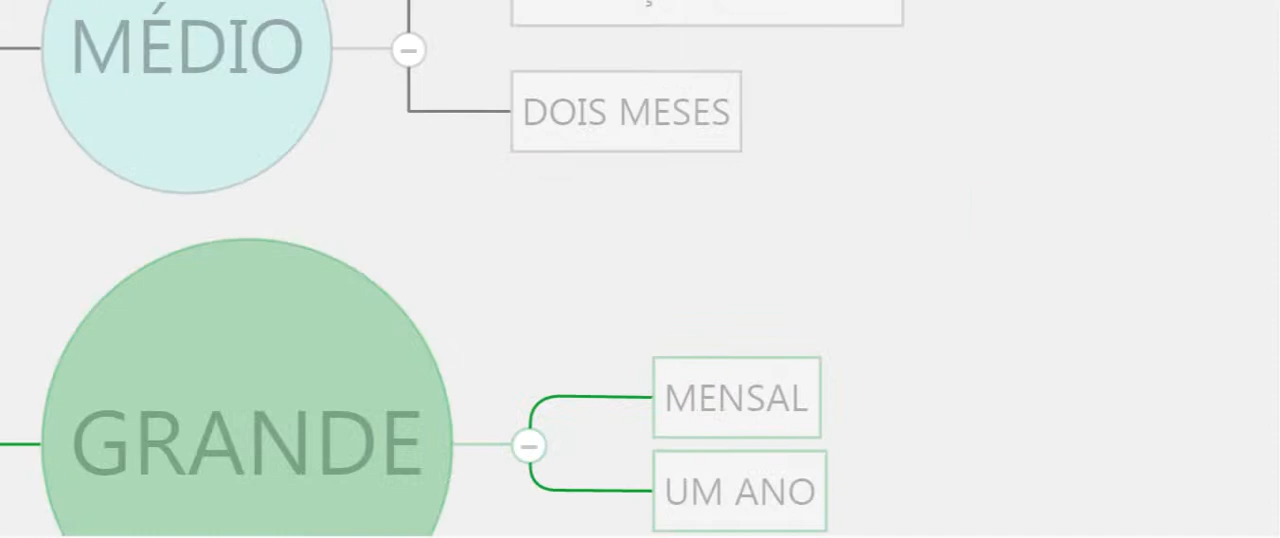 MÉDIO
DOIS MESES
GRANDE
MENSAL
UM ANO